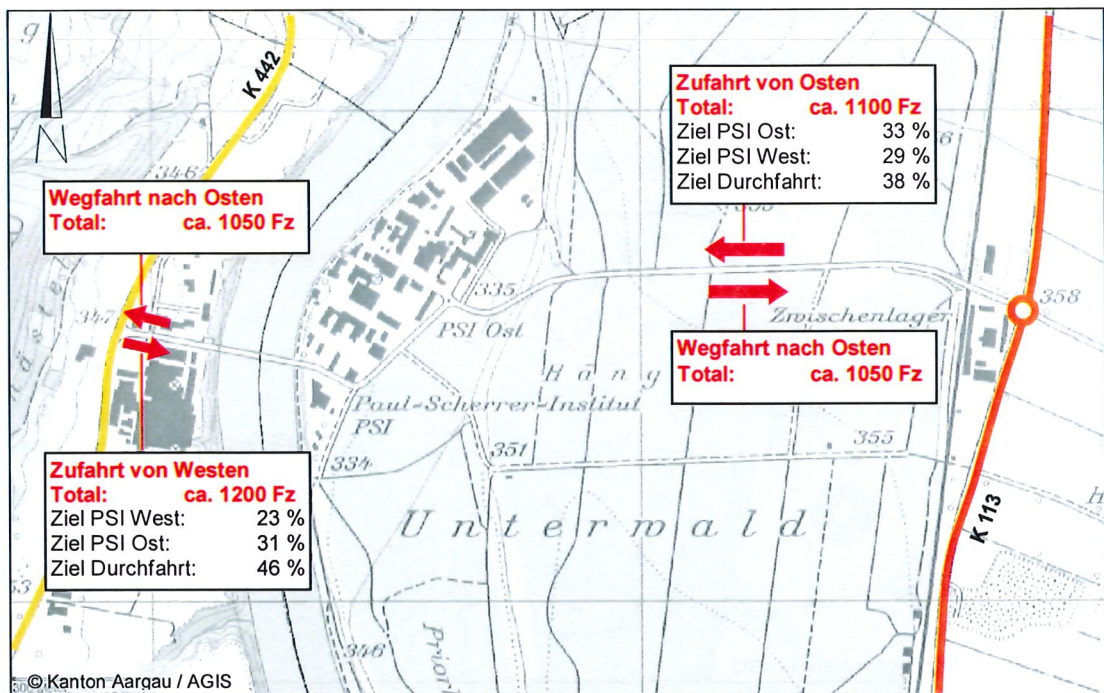 g
N
K 442
3465
Zufahrt von Osten
Total: ca. 1100 Fz
Ziel PSI Ost: 33 %
Ziel PSI West: 29 %
Ziel Durchfahrt: 38 %
Wegfahrt nach Osten
Total: ca. 1050 Fz
347
335
PSI Ost
Zwischenlager
358
Häng
Wegfahrt nach Osten
Total: ca. 1050 Fz
Paul-Scherrer-Institut
PSI
334
351
355
Zufahrt von Westen
Total: ca. 1200 Fz
Ziel PSI West: 23 %
Ziel PSI Ost: 31 %
Ziel Durchfahrt: 46 %
Unterwald
H
K 113
53
346
© Kanton Aargau / AGIS